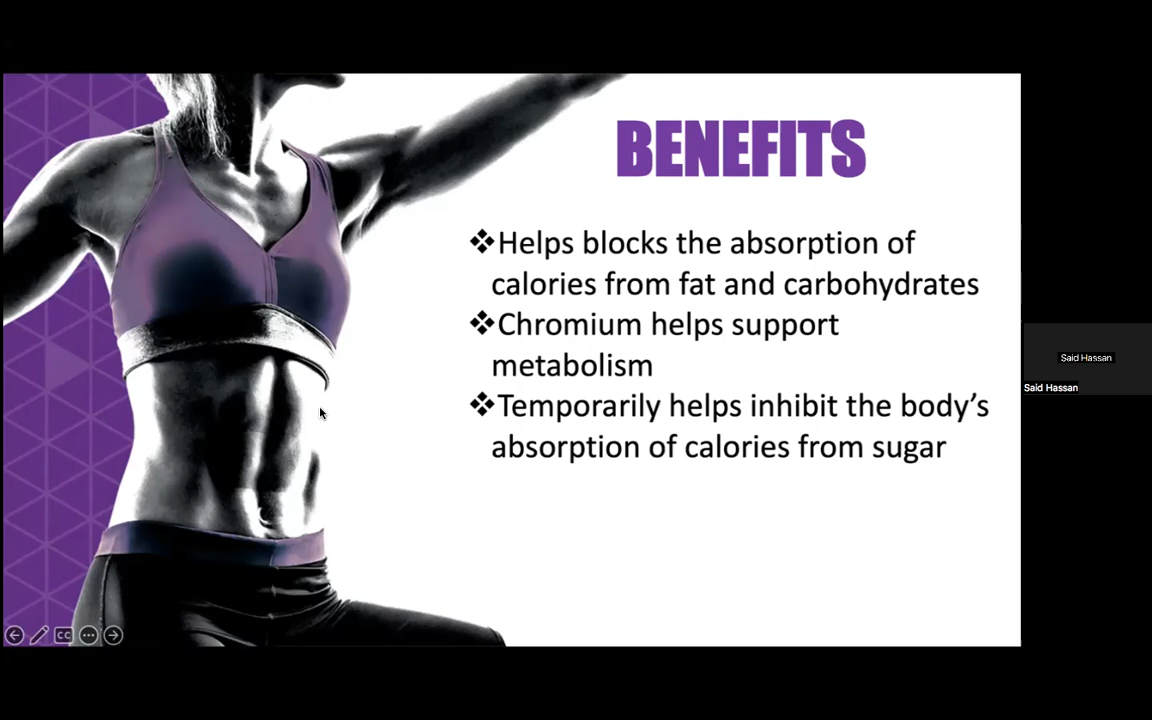 BENEFITS
❖Helps blocks the absorption of
calories from fat and carbohydrates
❖Chromium helps support
metabolism
❖Temporarily helps inhibit the body’s
absorption of calories from sugar
Said Hassan
Said Hassan
CC